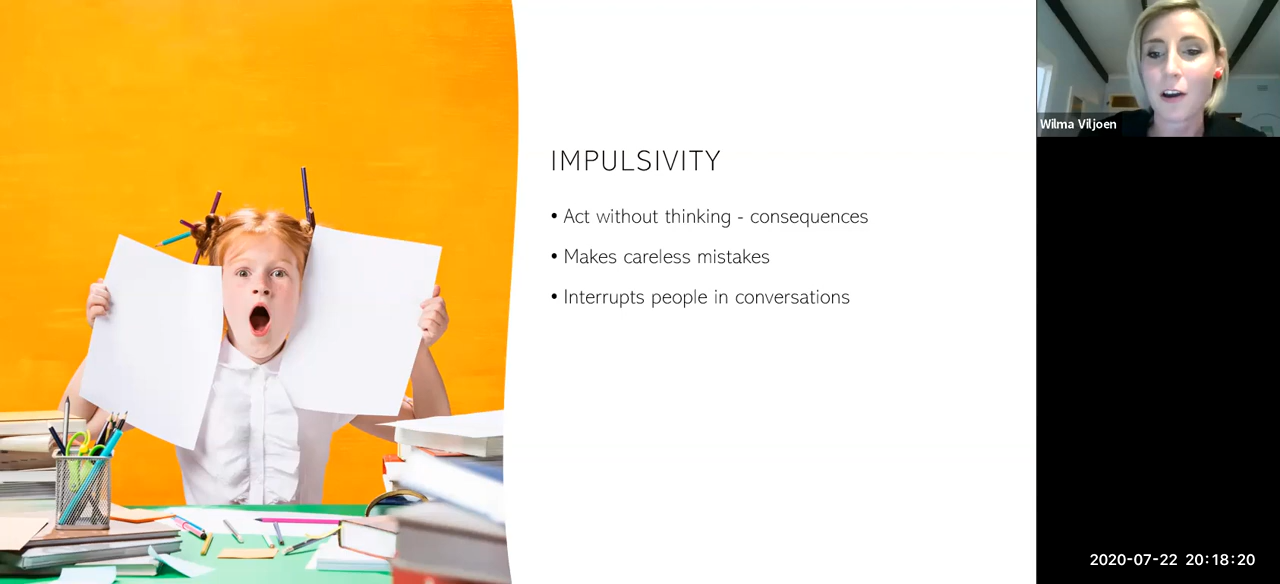 IMPULSIVITY
• Act without thinking - consequences
• Makes careless mistakes
• Interrupts people in conversations
Wilma Viljoen
2020-07-22 20:18:20